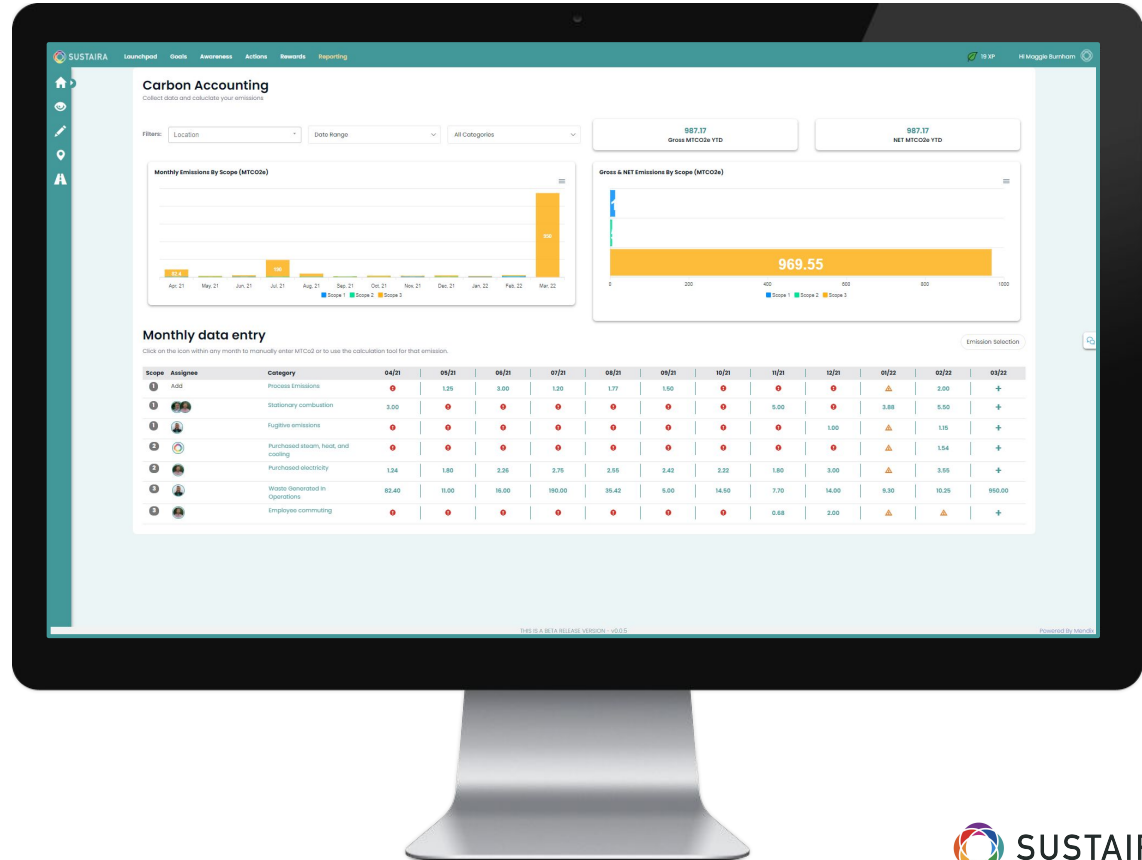 SUSTAIRA Launchpad Goals Awareness Actions Rewards Reporting 19 XP Hi Maggie Burnham
Carbon Accounting
Collect data and caluclate your emissions
Filters: Location Date Range All Categories
987.17
Gross MTCO2e YTD
987.17
NET MTCO2e YTD
Monthly Emissions By Scope (MTCO2e)
82.4 190 950
Apr. 21 May. 21 Jun. 21 Jul. 21 Aug. 21 Sep. 21 Oct. 21 Nov. 21 Dec. 21 Jan. 22 Feb. 22 Mar. 22
Scope 1 Scope 2 Scope 3
Gross & NET Emissions By Scope (MTCO2e)
969.55
0 200 400 600 800 1000
Scope 1 Scope 2 Scope 3
Monthly data entry
Click on the icon within any month to manually enter MTCo2 or to use the calculation tool for that emission.
Emission Selection
Scope Assignee Category 04/21 05/21 06/21 07/21 08/21 09/21 10/21 11/21 12/21 01/22 02/22 03/22
1 Add Process Emissions 1.25 3.00 1.20 1.77 1.50 2.00 +
1 Stationary combustion 3.00 5.00 3.88 5.50 +
1 Fugitive emissions 1.00 1.15 +
2 Purchased steam, heat, and
cooling 1.54 +
2 Purchased electricity 1.24 1.80 2.26 2.75 2.55 2.42 2.22 1.80 3.00 3.55 +
3 Waste Generated in
Operations 82.40 11.00 16.00 190.00 35.42 5.00 14.50 7.70 14.00 9.30 10.25 950.00
3 Employee commuting 0.68 2.00 +
THIS IS A BETA RELEASE VERSION - v0.0.5
Powered By Mendix
SUSTAIR